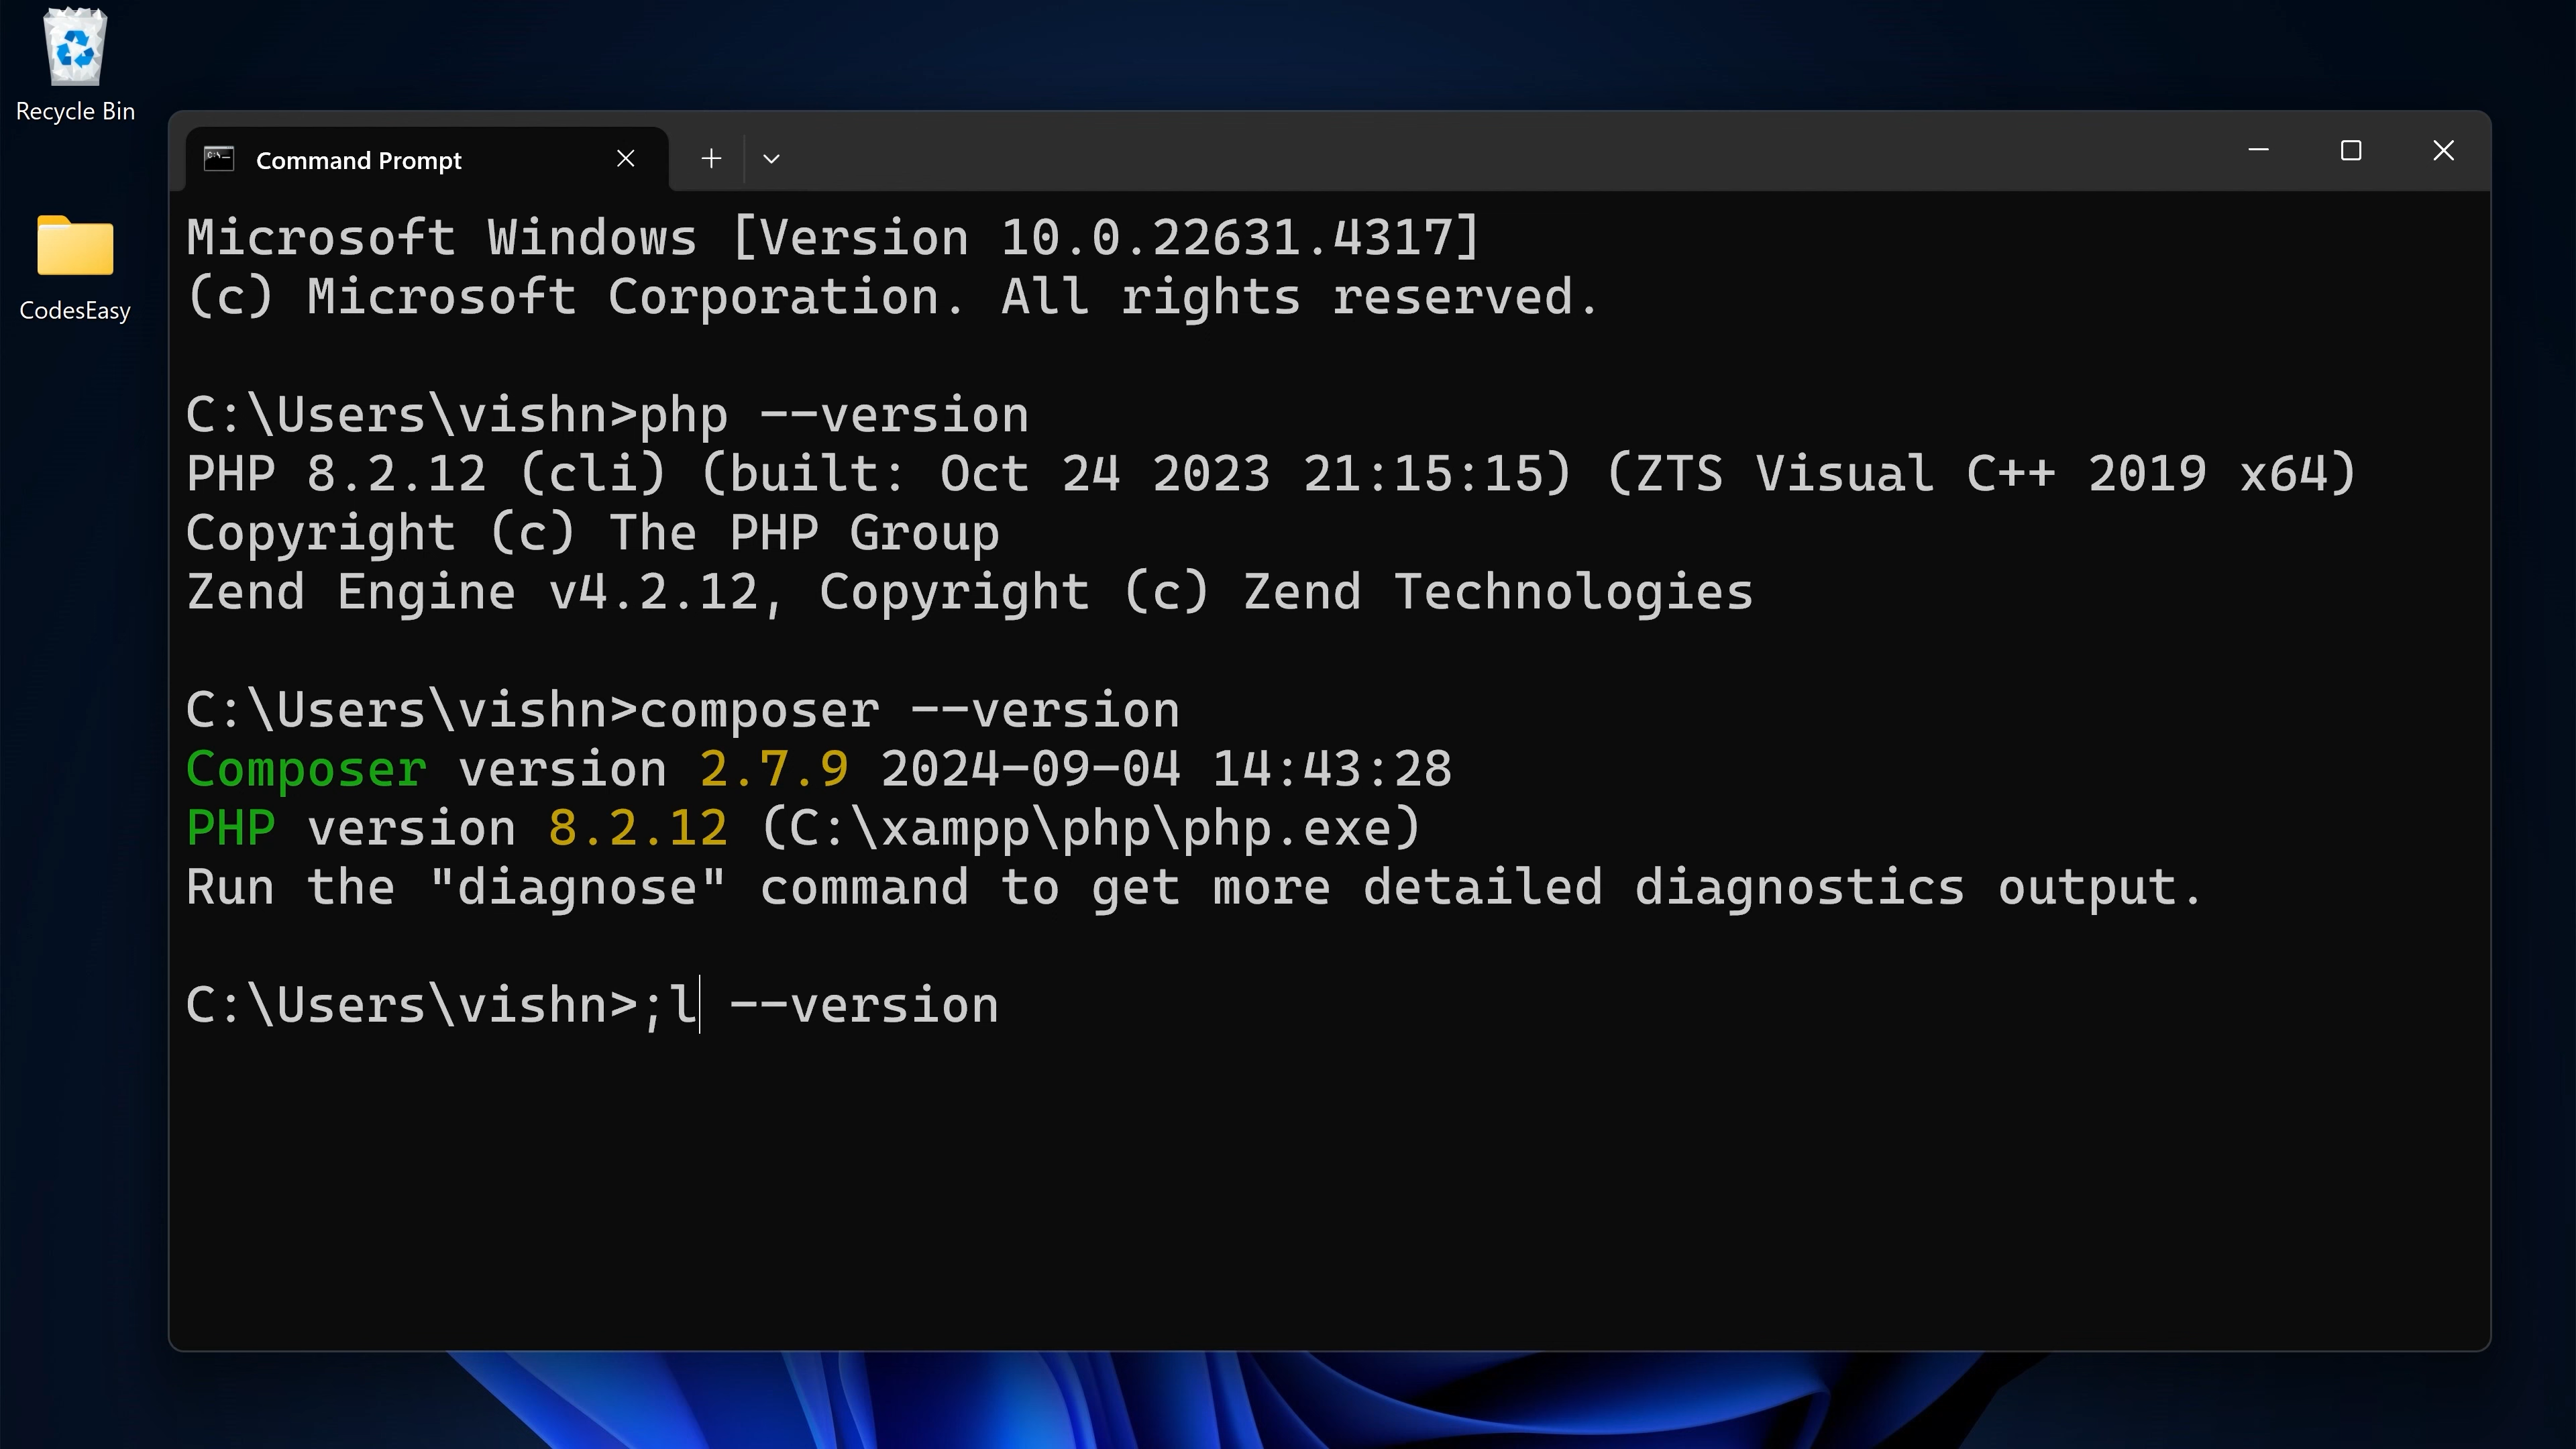 Recycle Bin
CodesEasy
Command Prompt
Microsoft Windows [Version 10.0.22631.4317]
(c) Microsoft Corporation. All rights reserved.
C:\Users\vishn>php --version
PHP 8.2.12 (cli) (built: Oct 24 2023 21:15:15) (ZTS Visual C++ 2019 x64)
Copyright (c) The PHP Group
Zend Engine v4.2.12, Copyright (c) Zend Technologies
C:\Users\vishn>composer --version
Composer version 2.7.9 2024-09-04 14:43:28
PHP version 8.2.12 (C:\xampp\php\php.exe)
Run the "diagnose" command to get more detailed diagnostics output.
C:\Users\vishn>;l --version